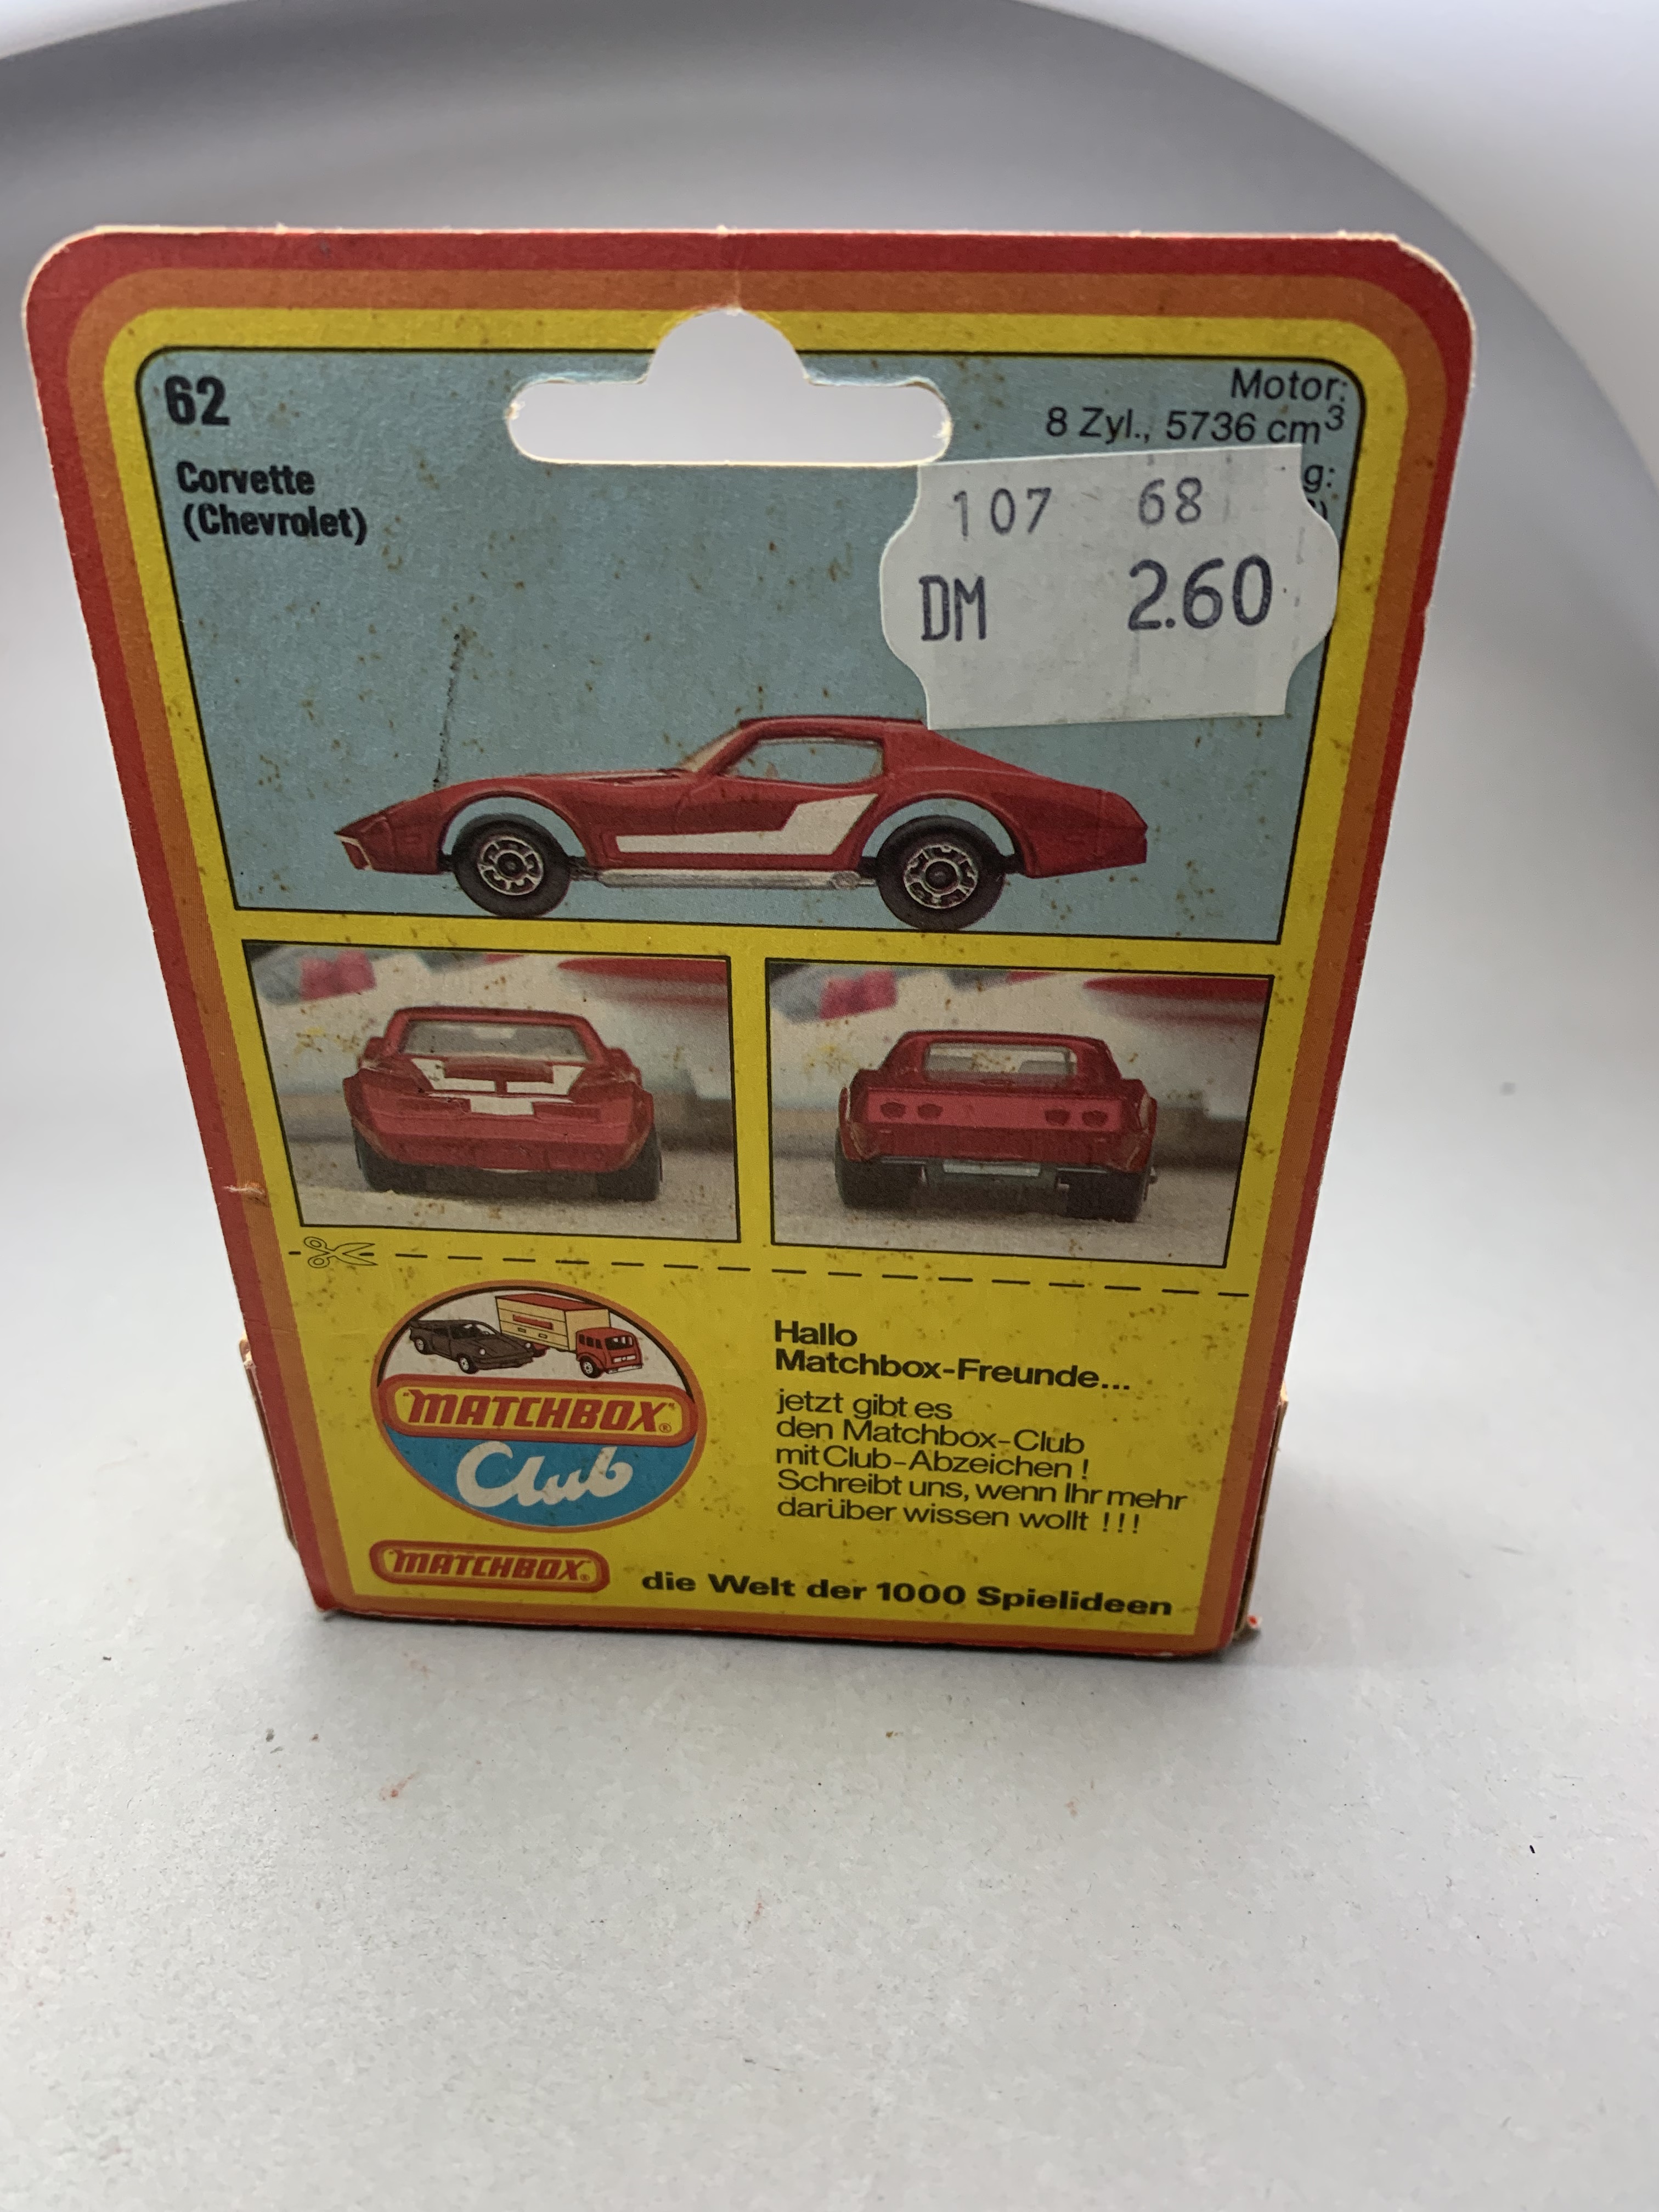 62
Corvette
(Chevrolet)
Motor:
8 Zyl., 5736 cm³
g:
107 68
DM 2.60
MATCHBOX®
Club
Hallo
Matchbox-Freunde...
jetzt gibt es
den Matchbox-Club
mit Club-Abzeichen !
Schreibt uns, wenn Ihr mehr
darüber wissen wollt !!!
"MATCHBOX"® die Welt der 1000 Spielideen